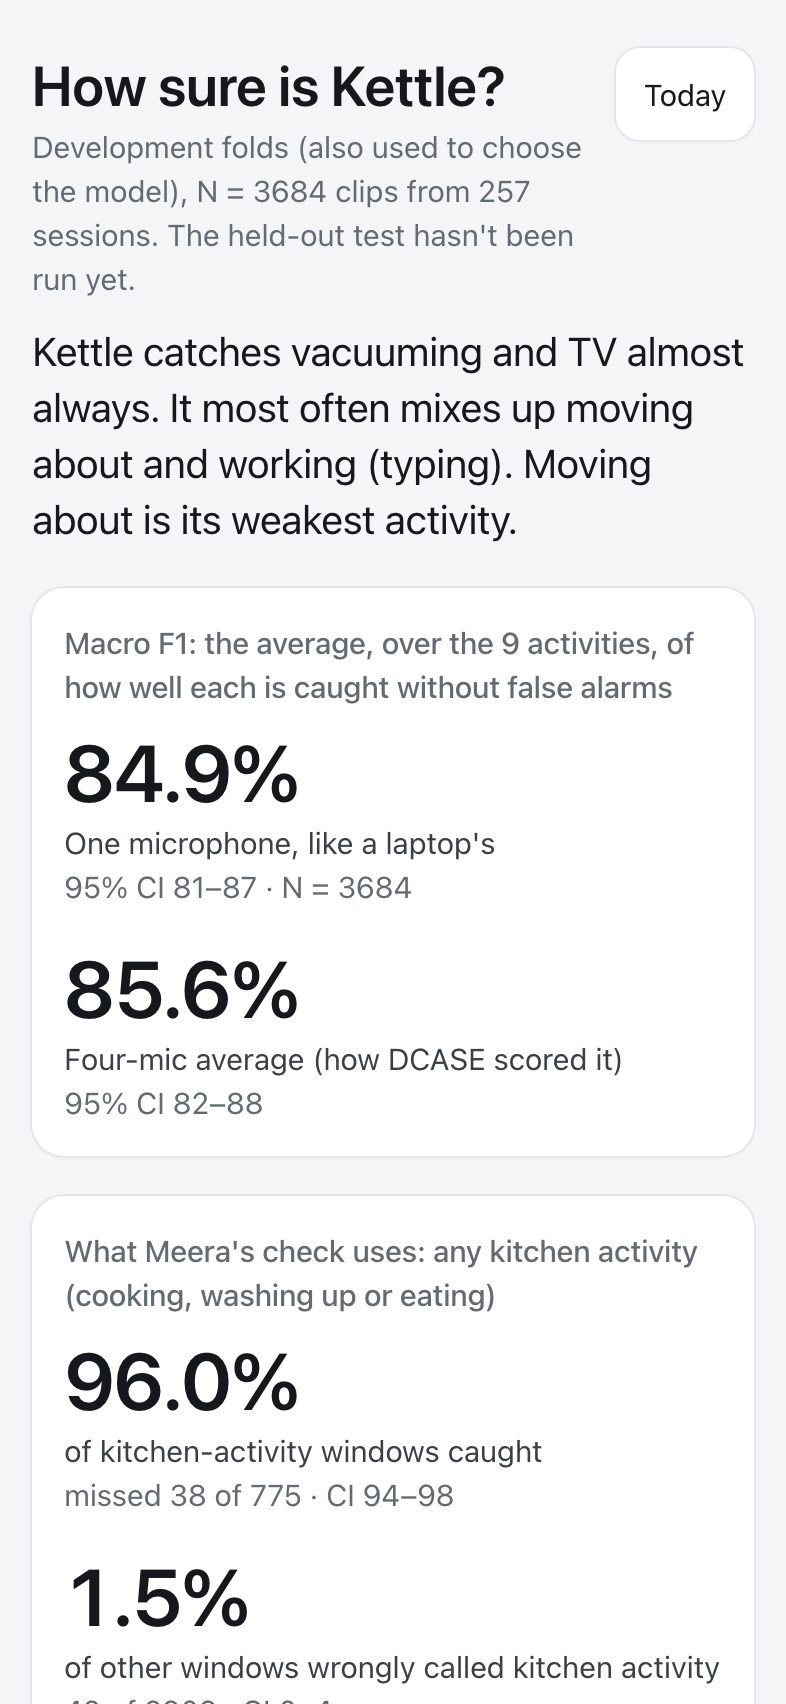 How sure is Kettle?
Today
Development folds (also used to choose
the model), N = 3684 clips from 257
sessions. The held-out test hasn't been
run yet.
Kettle catches vacuuming and TV almost
always. It most often mixes up moving
about and working (typing). Moving
about is its weakest activity.
Macro F1: the average, over the 9 activities, of
how well each is caught without false alarms
84.9%
One microphone, like a laptop's
95% CI 81–87 · N = 3684
85.6%
Four-mic average (how DCASE scored it)
95% CI 82–88
What Meera's check uses: any kitchen activity
(cooking, washing up or eating)
96.0%
of kitchen-activity windows caught
missed 38 of 775 · CI 94–98
1.5%
of other windows wrongly called kitchen activity